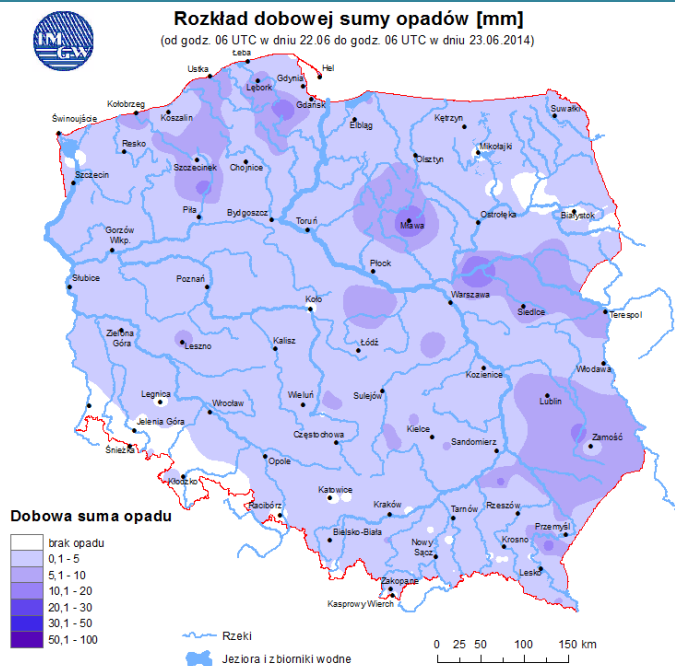 IM
GW
Rozkład dobowej sumy opadów [mm]
(od godz. 06 UTC w dniu 22.06 do godz. 06 UTC w dniu 23.06.2014)
Łeba
Ustka
Hel
Gdynia
Lębork
Gdańsk
Kołobrzeg
Koszalin
Suwałki
Świnoujście
Elbląg
Kętrzyn
Resko
Mikołajki
Olsztyn
Szczecinek
Chojnice
Szczecin
Piła
Bydgoszcz
Toruń
Mława
Ostrołęka
Białystok
Gorzów
Wlkp.
Płock
Słubice
Poznań
Koło
Warszawa
Siedlce
Terespol
Zielona
Góra
Leszno
Kalisz
Łódź
Włodawa
Kozienice
Legnica
Wrocław
Wieluń
Sulejów
Lublin
Jelenia Góra
Częstochowa
Kielce
Sandomierz
Zamość
Śnieżka
Opole
Kłodzko
Katowice
Racibórz
Kraków
Tarnów
Rzeszów
Przemyśl
Bielsko-Biała
Nowy
Sącz
Krosno
Lesko
Zakopane
Kasprowy Wierch
Dobowa suma opadu
brak opadu
0,1 - 5
5,1 - 10
10,1 - 20
20,1 - 30
30,1 - 50
50,1 - 100
Rzeki
Jeziora i zbiorniki wodne
0 25 50 100 150 km